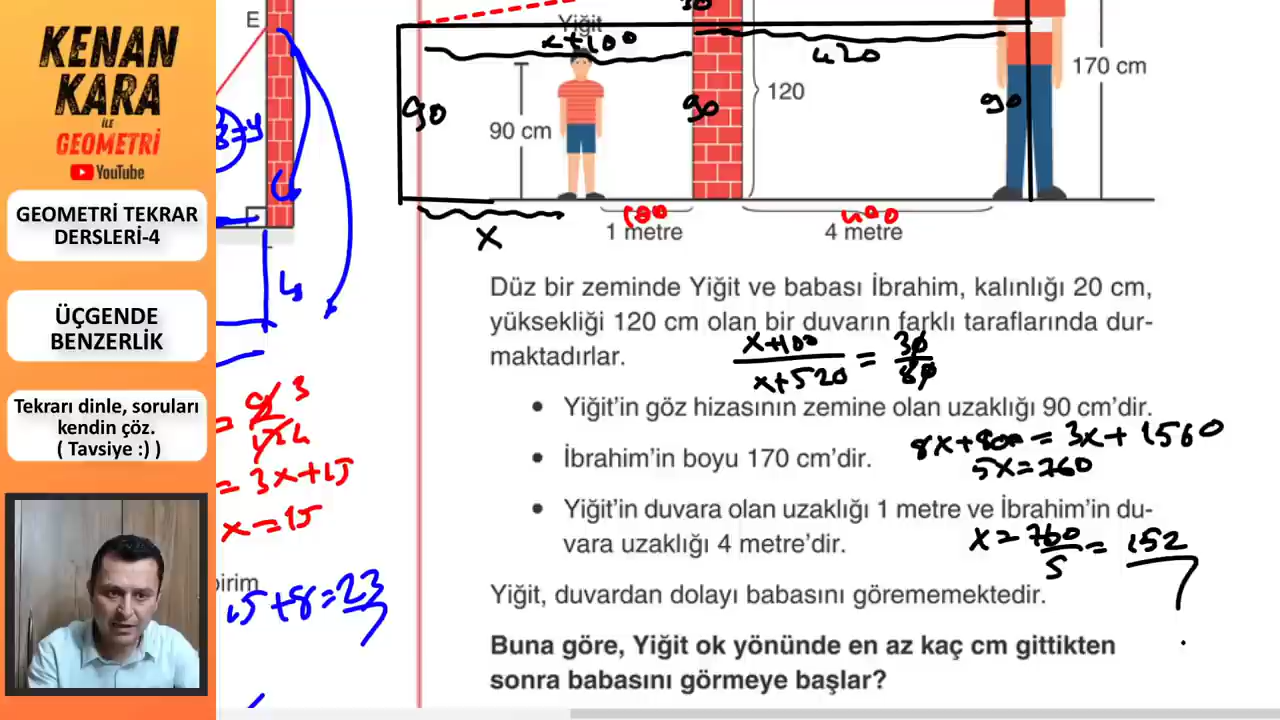 KENAN
KARA
İLE
GEOMETRİ
YouTube
GEOMETRİ TEKRAR
DERSLERİ-4
ÜÇGENDE
BENZERLİK
Tekrarı dinle, soruları
kendin çöz.
( Tavsiye :) )
E
= 3x+15
x=15
birim
15+8=23
30
Yiğit
x+100
420
170 cm
90
90
120
90
90 cm
100
400
x
1 metre
4 metre
Düz bir zeminde Yiğit ve babası İbrahim, kalınlığı 20 cm,
yüksekliği 120 cm olan bir duvarın farklı taraflarında dur-
maktadırlar.
x+100 / x+520 = 30 / 80
• Yiğit'in göz hizasının zemine olan uzaklığı 90 cm'dir.
8x+800 = 3x+1560
• İbrahim'in boyu 170 cm'dir.
5x=760
• Yiğit'in duvara olan uzaklığı 1 metre ve İbrahim'in du-
vara uzaklığı 4 metre'dir.
x = 760 / 5 = 152
Yiğit, duvardan dolayı babasını görememektedir.
Buna göre, Yiğit ok yönünde en az kaç cm gittikten
sonra babasını görmeye başlar?